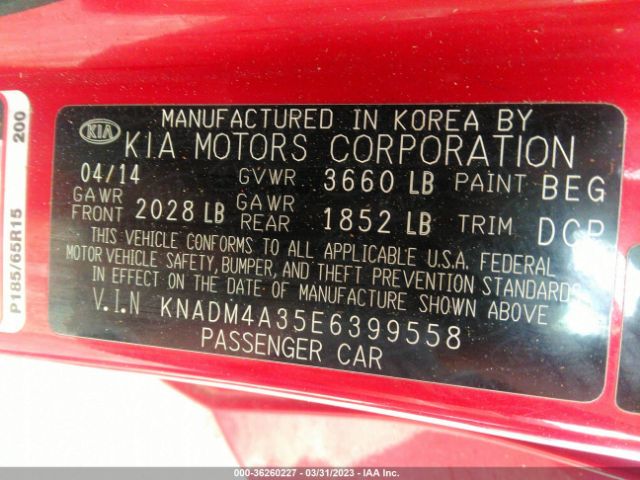 MANUFACTURED IN KOREA BY
KIA KIA MOTORS CORPORATION
04/14 GVWR 3660 LB PAINT BEG
GAWR FRONT 2028 LB GAWR REAR 1852 LB TRIM DCP
THIS VEHICLE CONFORMS TO ALL APPLICABLE U.S.A. FEDERAL
MOTOR VEHICLE SAFETY, BUMPER, AND THEFT PREVENTION STANDARDS
IN EFFECT ON THE DATE OF MANUFACTURE SHOWN ABOVE
V.I.N KNADM4A35E6399558
PASSENGER CAR
P185/65R15
200
000-36260227 - 03/31/2023 - IAA Inc.